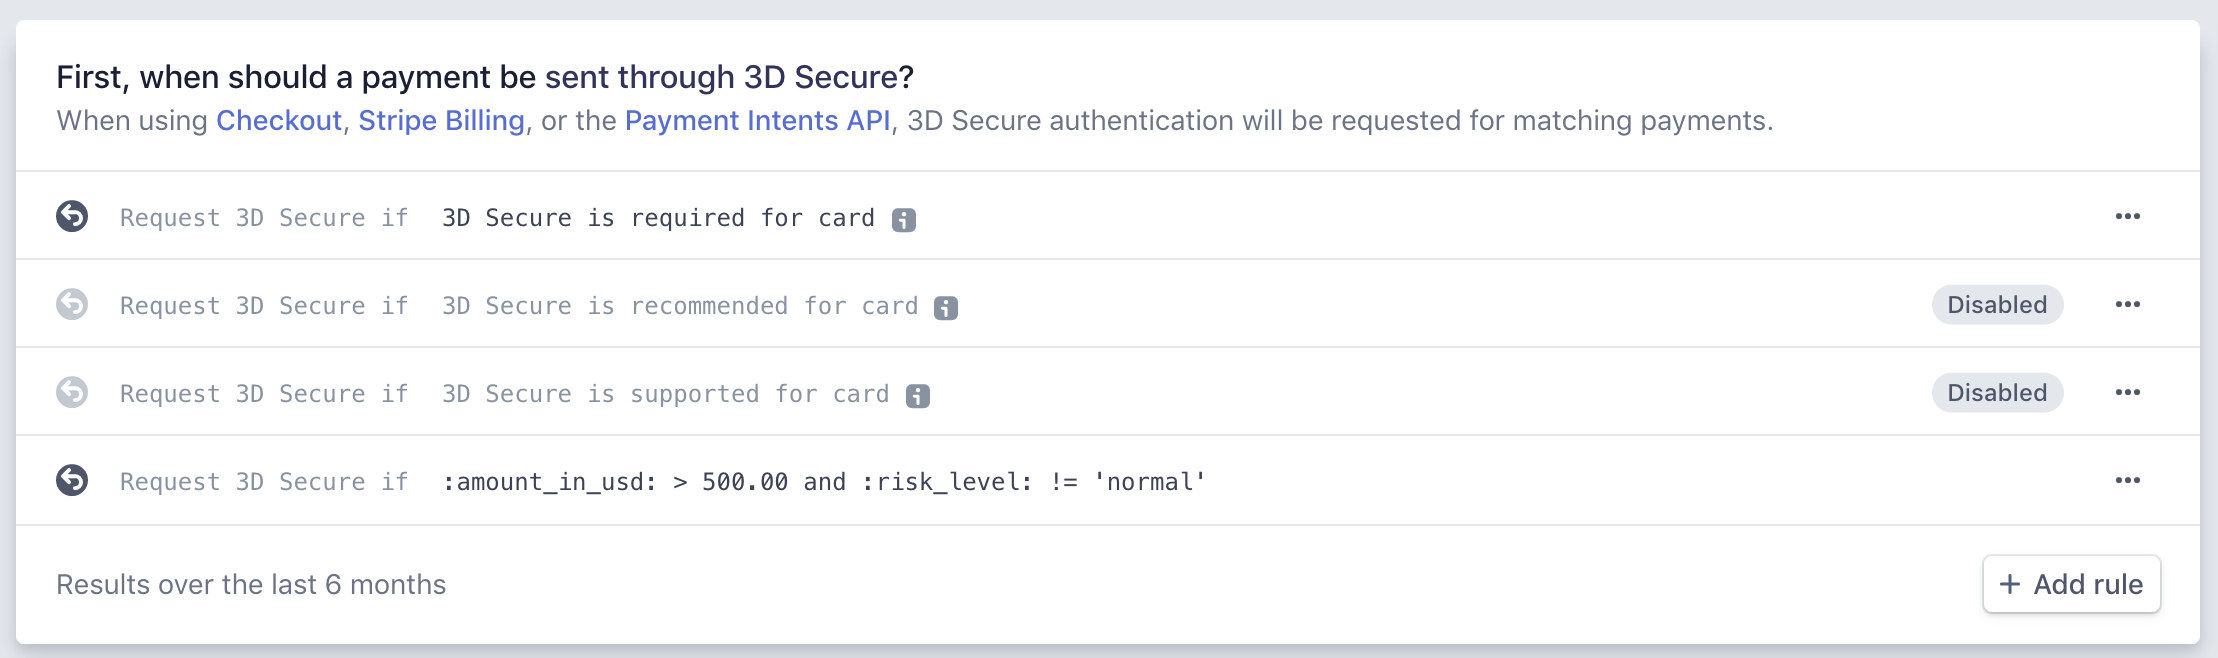 First, when should a payment be sent through 3D Secure?
When using Checkout, Stripe Billing, or the Payment Intents API, 3D Secure authentication will be requested for matching payments.
Request 3D Secure if 3D Secure is required for card
Request 3D Secure if 3D Secure is recommended for card Disabled
Request 3D Secure if 3D Secure is supported for card Disabled
Request 3D Secure if :amount_in_usd: > 500.00 and :risk_level: != 'normal'
Results over the last 6 months + Add rule